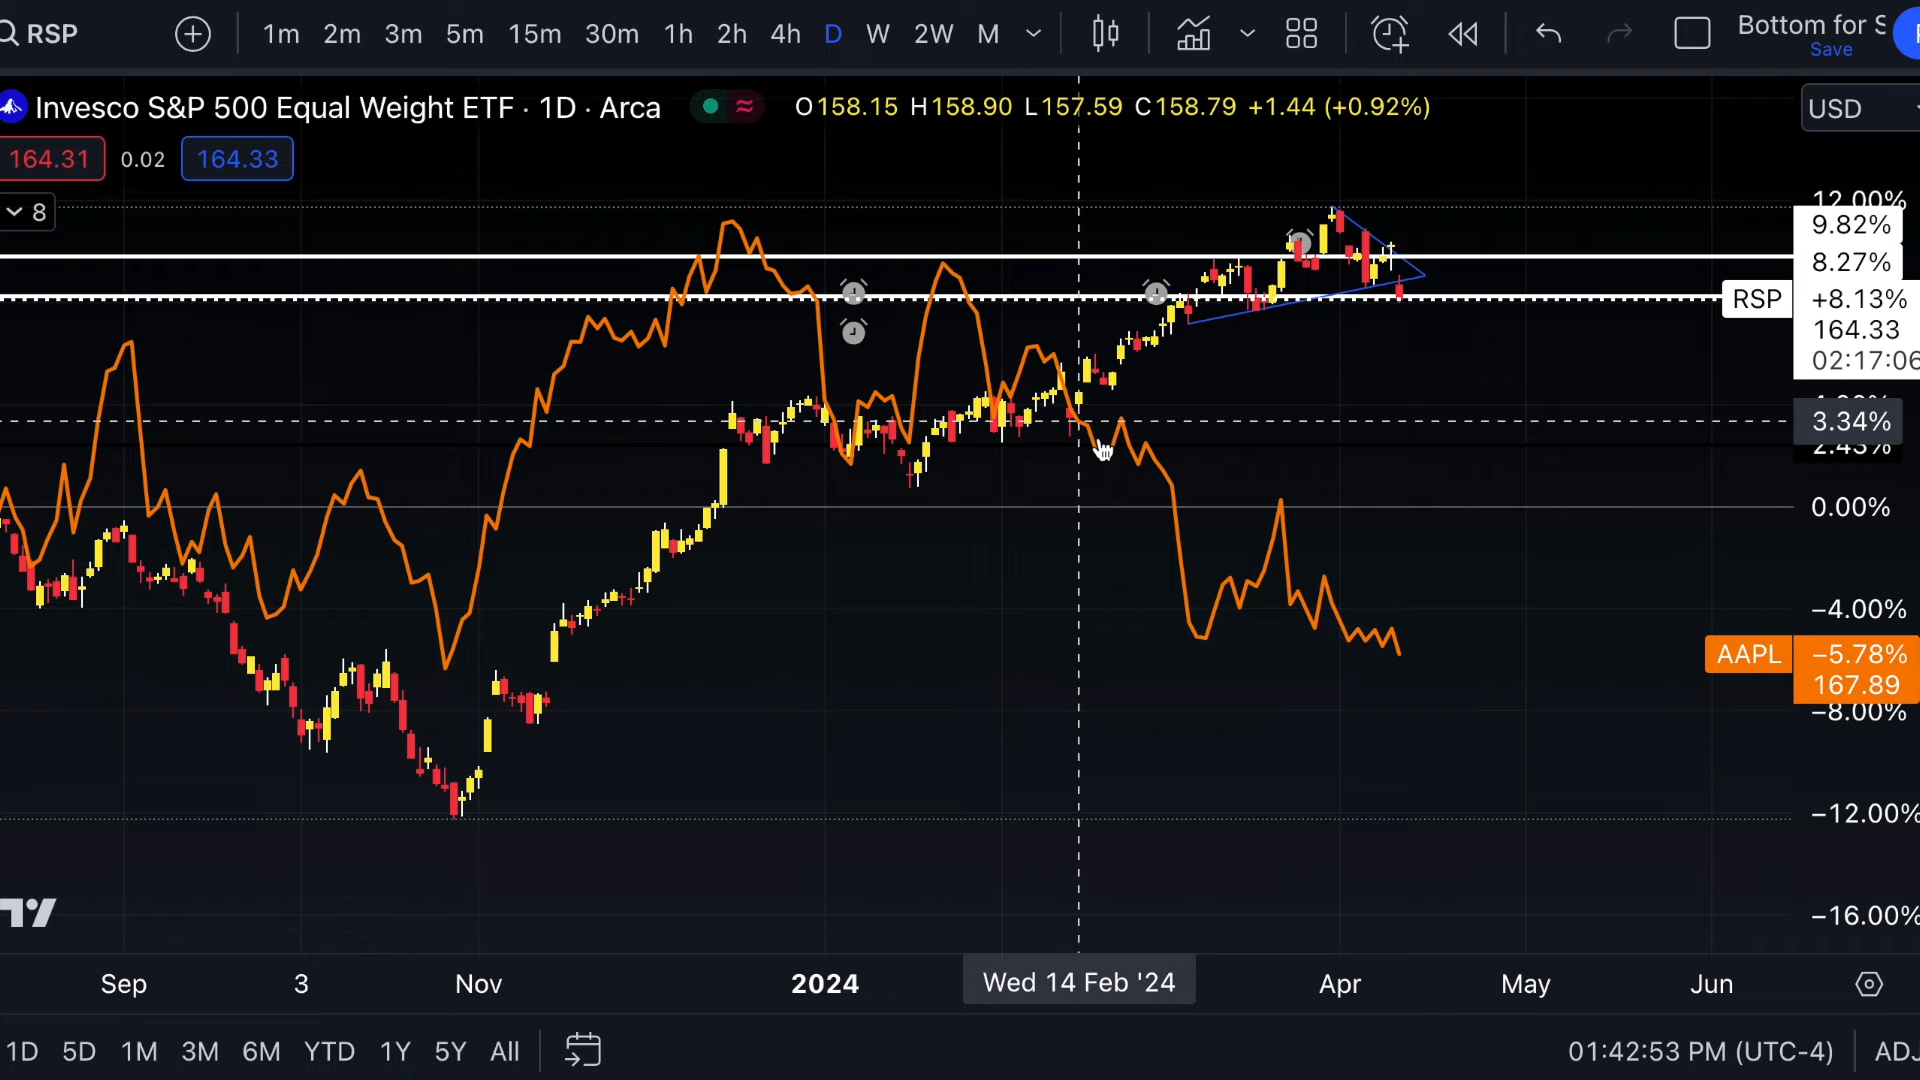 RSP 1m 2m 3m 5m 15m 30m 1h 2h 4h D W 2W M Bottom for S
Save
Invesco S&P 500 Equal Weight ETF · 1D · Arca O158.15 H158.90 L157.59 C158.79 +1.44 (+0.92%) USD
164.31 0.02 164.33
8
12.00%
9.82%
8.27%
RSP +8.13%
164.33
02:17:06
3.34%
2.43%
0.00%
−4.00%
AAPL −5.78%
167.89
−8.00%
−12.00%
−16.00%
Sep 3 Nov 2024 Wed 14 Feb '24 Apr May Jun
1D 5D 1M 3M 6M YTD 1Y 5Y All 01:42:53 PM (UTC-4) ADJ